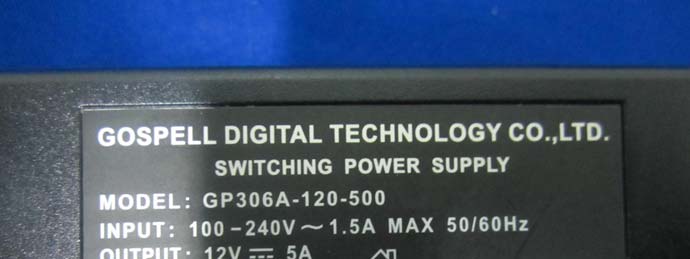 GOSPELL DIGITAL TECHNOLOGY CO.,LTD.
SWITCHING POWER SUPPLY
MODEL: GP306A-120-500
INPUT: 100-240V~1.5A MAX 50/60Hz
OUTPUT: 12V⎓5A